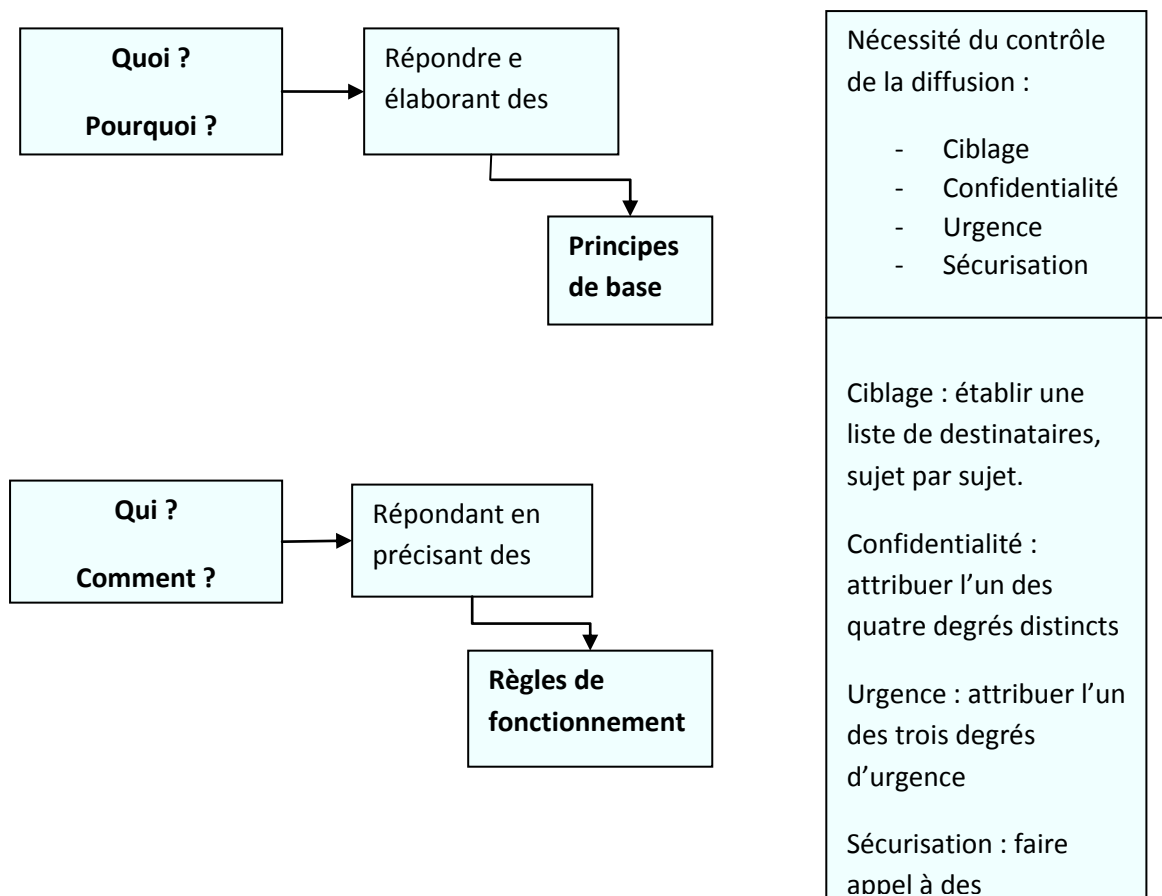 Quoi ?
Pourquoi ?
Répondre e
élaborant des
Principes
de base
Qui ?
Comment ?
Répondant en
précisant des
Règles de
fonctionnement
Nécessité du contrôle
de la diffusion :
- Ciblage
- Confidentialité
- Urgence
- Sécurisation
Ciblage : établir une
liste de destinataires,
sujet par sujet.
Confidentialité :
attribuer l’un des
quatre degrés distincts
Urgence : attribuer l’un
des trois degrés
d’urgence
Sécurisation : faire
appel à des